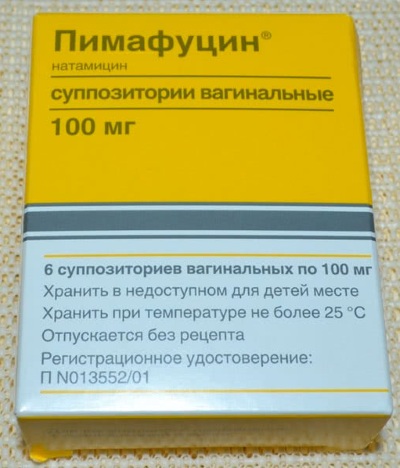 Пимафуцин®
натамицин
суппозитории вагинальные
100 мг
6 суппозиториев вагинальных по 100 мг
Хранить в недоступном для детей месте
Хранить при температуре не более 25 °С
Отпускается без рецепта
Регистрационное удостоверение:
П N013552/01